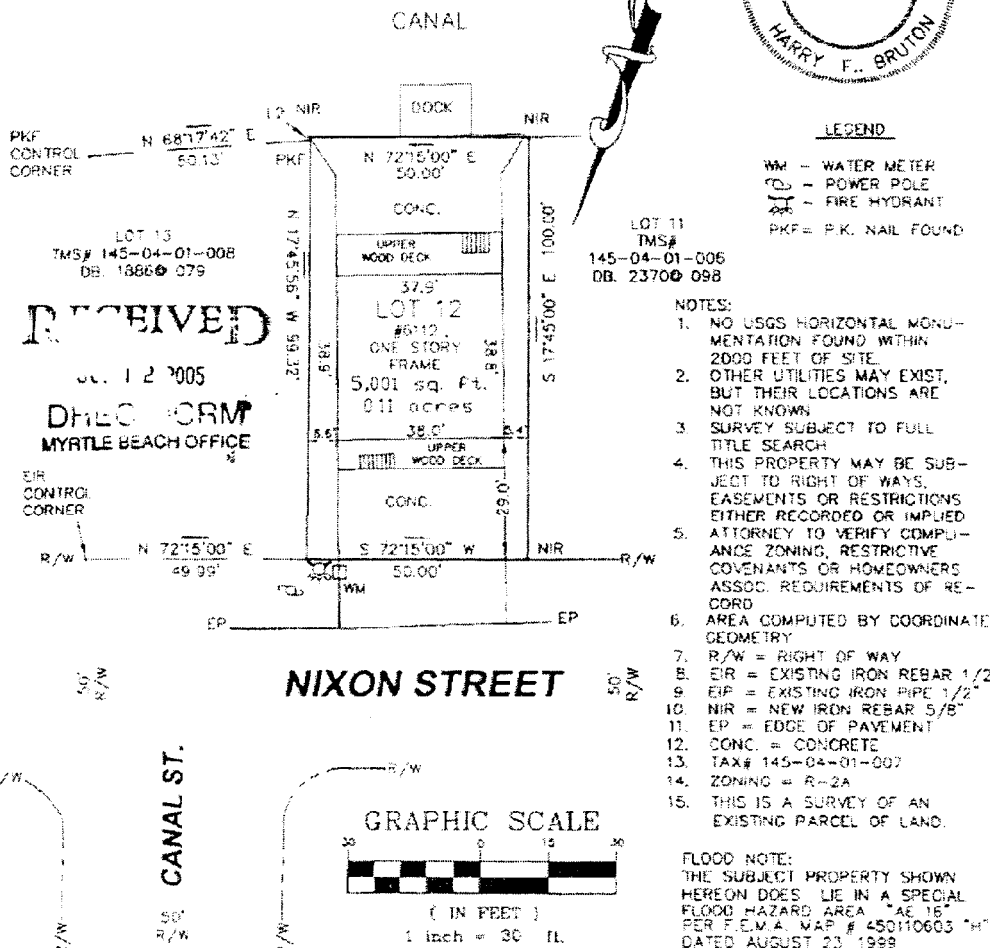 CANAL
HARRY F. BRUTON
DOCK
NIR
NIR
PKF
CONTROL
CORNER
N 68°17'42" E
50.13'
PKF
N 72°15'00" E
50.00'
CONC.
LEGEND
WM - WATER METER
- POWER POLE
- FIRE HYDRANT
PKF= P.K. NAIL FOUND
LOT 13
TMS# 145-04-01-008
DB. 1886@ 079
N 17°45'56" W 99.32'
UPPER
WOOD DECK
37.9'
LOT 12
#6112
ONE STORY
FRAME
5,001 sq. ft.
0.11 acres
38.9'
38.8'
38.0'
UPPER
WOOD DECK
CONC.
29.0'
S 17°45'00" E 100.00'
LOT 11
TMS#
145-04-01-006
DB. 2370@ 098
RECEIVED
2005
MYRTLE BEACH OFFICE
EIR
CONTROL
CORNER
R/W
N 72°15'00" E
49.99'
S 72°15'00" W
50.00'
NIR
R/W
WM
EP
EP
50'
R/W
NIXON STREET
50'
R/W
CANAL ST.
R/W
R/W
R/W
R/W
50'
R/W
GRAPHIC SCALE
30 0 15 30
( IN FEET )
1 inch = 30 ft.
NOTES:
1. NO USGS HORIZONTAL MONU-
MENTATION FOUND WITHIN
2000 FEET OF SITE.
2. OTHER UTILITIES MAY EXIST,
BUT THEIR LOCATIONS ARE
NOT KNOWN
3. SURVEY SUBJECT TO FULL
TITLE SEARCH
4. THIS PROPERTY MAY BE SUB-
JECT TO RIGHT OF WAYS,
EASEMENTS OR RESTRICTIONS
EITHER RECORDED OR IMPLIED
5. ATTORNEY TO VERIFY COMPLI-
ANCE ZONING, RESTRICTIVE
COVENANTS OR HOMEOWNERS
ASSOC. REQUIREMENTS OF RE-
CORD
6. AREA COMPUTED BY COORDINATE
GEOMETRY
7. R/W = RIGHT OF WAY
8. EIR = EXISTING IRON REBAR 1/2
9. EIP = EXISTING IRON PIPE 1/2"
10. NIR = NEW IRON REBAR 5/8"
11. EP = EDGE OF PAVEMENT
12. CONC. = CONCRETE
13. TAX# 145-04-01-007
14. ZONING = R-2A
15. THIS IS A SURVEY OF AN
EXISTING PARCEL OF LAND.
FLOOD NOTE:
THE SUBJECT PROPERTY SHOWN
HEREON DOES LIE IN A SPECIAL
FLOOD HAZARD AREA "AE 16"
PER F.E.M.A. MAP # 450110603 "H"
DATED AUGUST 23 1999